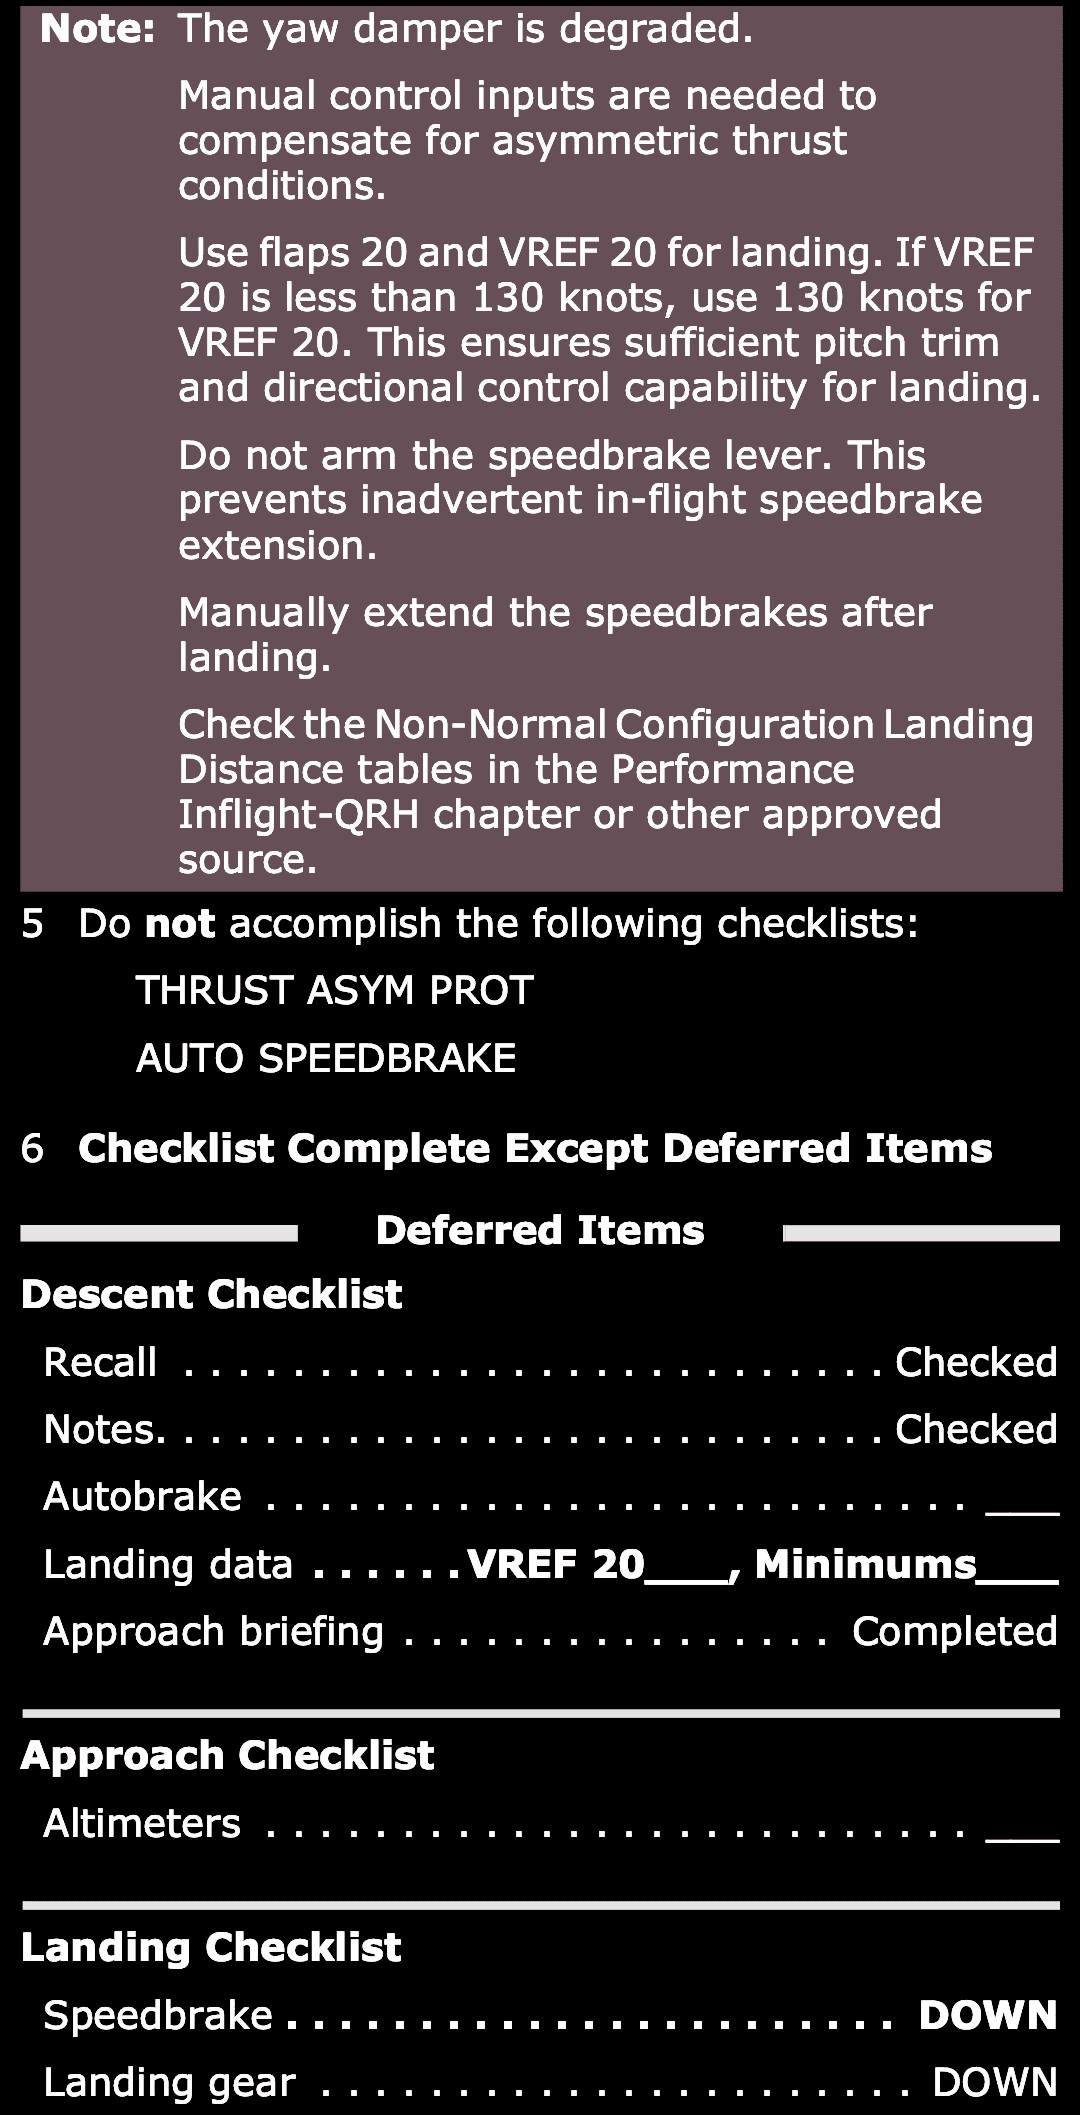 Note: The yaw damper is degraded.
Manual control inputs are needed to
compensate for asymmetric thrust
conditions.
Use flaps 20 and VREF 20 for landing. If VREF
20 is less than 130 knots, use 130 knots for
VREF 20. This ensures sufficient pitch trim
and directional control capability for landing.
Do not arm the speedbrake lever. This
prevents inadvertent in-flight speedbrake
extension.
Manually extend the speedbrakes after
landing.
Check the Non-Normal Configuration Landing
Distance tables in the Performance
Inflight-QRH chapter or other approved
source.
5 Do not accomplish the following checklists:
THRUST ASYM PROT
AUTO SPEEDBRAKE
6 Checklist Complete Except Deferred Items
Deferred Items
Descent Checklist
Recall . . . . . . . . . . . . . . . . . . . . . . . . . . Checked
Notes. . . . . . . . . . . . . . . . . . . . . . . . . . . Checked
Autobrake . . . . . . . . . . . . . . . . . . . . . . . . . . ___
Landing data . . . . . . VREF 20___, Minimums___
Approach briefing . . . . . . . . . . . . . . . . Completed
Approach Checklist
Altimeters . . . . . . . . . . . . . . . . . . . . . . . . . . ___
Landing Checklist
Speedbrake . . . . . . . . . . . . . . . . . . . . . . . DOWN
Landing gear . . . . . . . . . . . . . . . . . . . . . . DOWN